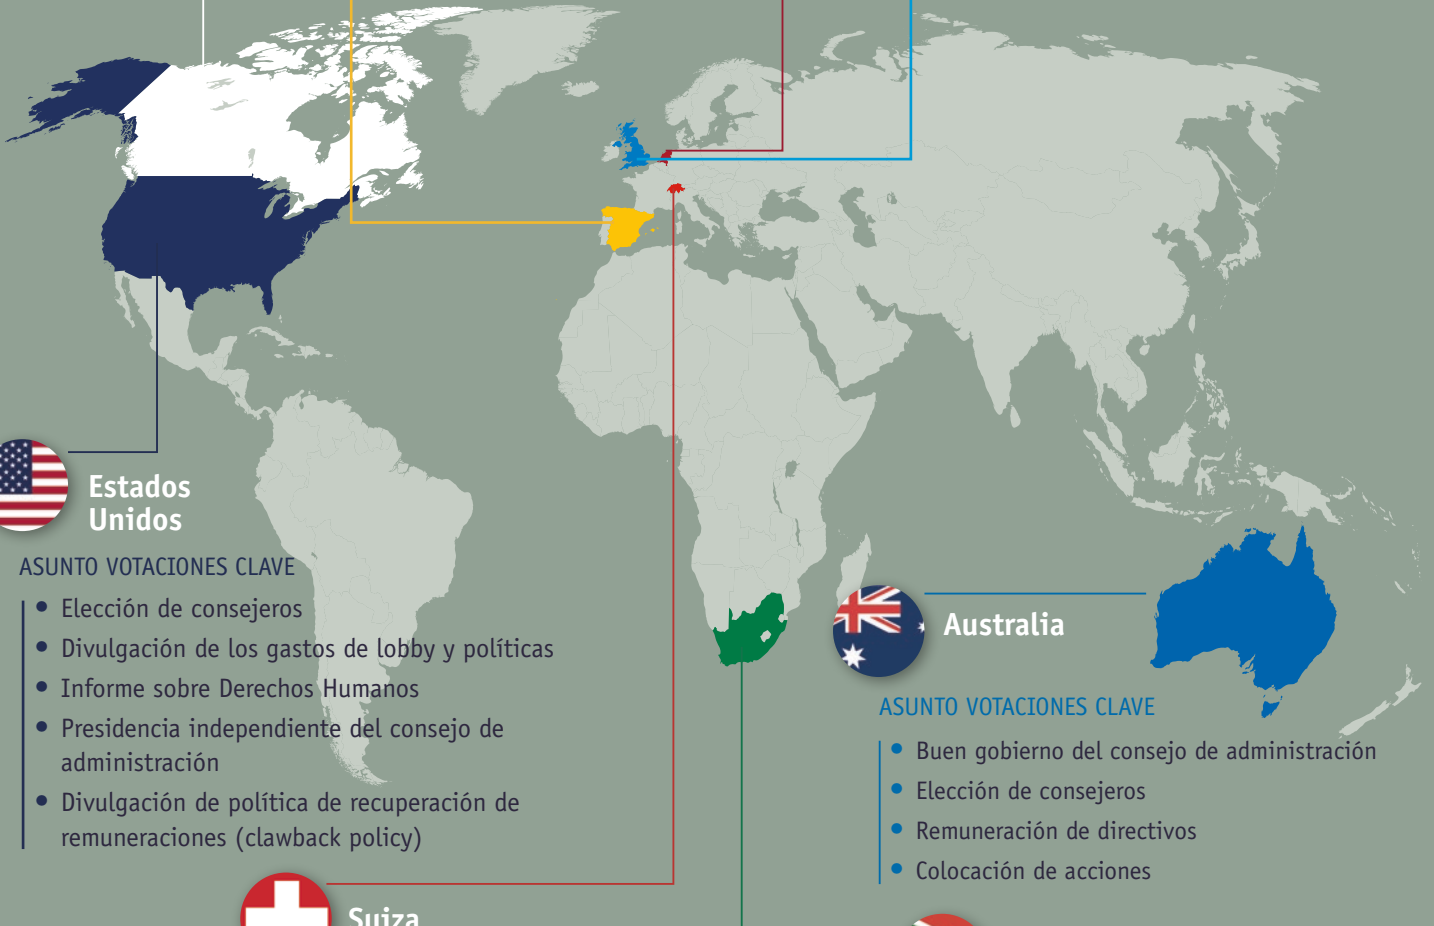 Estados
Unidos
ASUNTO VOTACIONES CLAVE
• Elección de consejeros
• Divulgación de los gastos de lobby y políticas
• Informe sobre Derechos Humanos
• Presidencia independiente del consejo de
administración
• Divulgación de política de recuperación de
remuneraciones (clawback policy)
Australia
ASUNTO VOTACIONES CLAVE
• Buen gobierno del consejo de administración
• Elección de consejeros
• Remuneración de directivos
• Colocación de acciones
Suiza